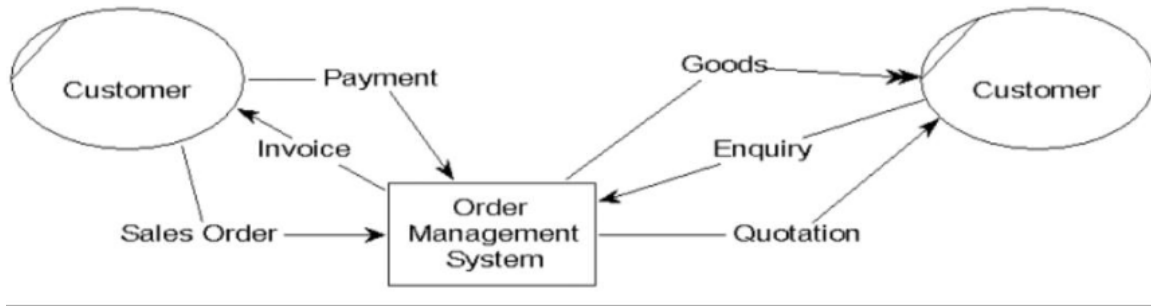 Customer
Payment
Invoice
Sales Order
Order
Management
System
Goods
Enquiry
Quotation
Customer